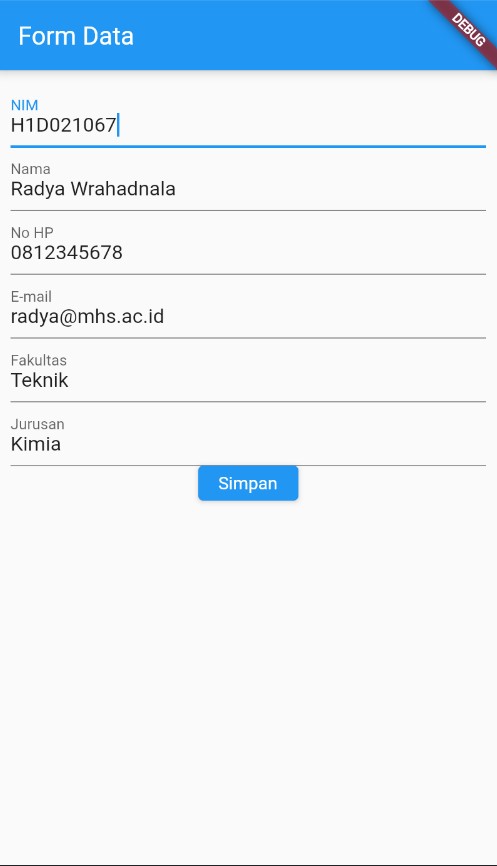 Form Data
DEBUG
NIM
H1D021067
Nama
Radya Wrahadnala
No HP
0812345678
E-mail
radya@mhs.ac.id
Fakultas
Teknik
Jurusan
Kimia
Simpan